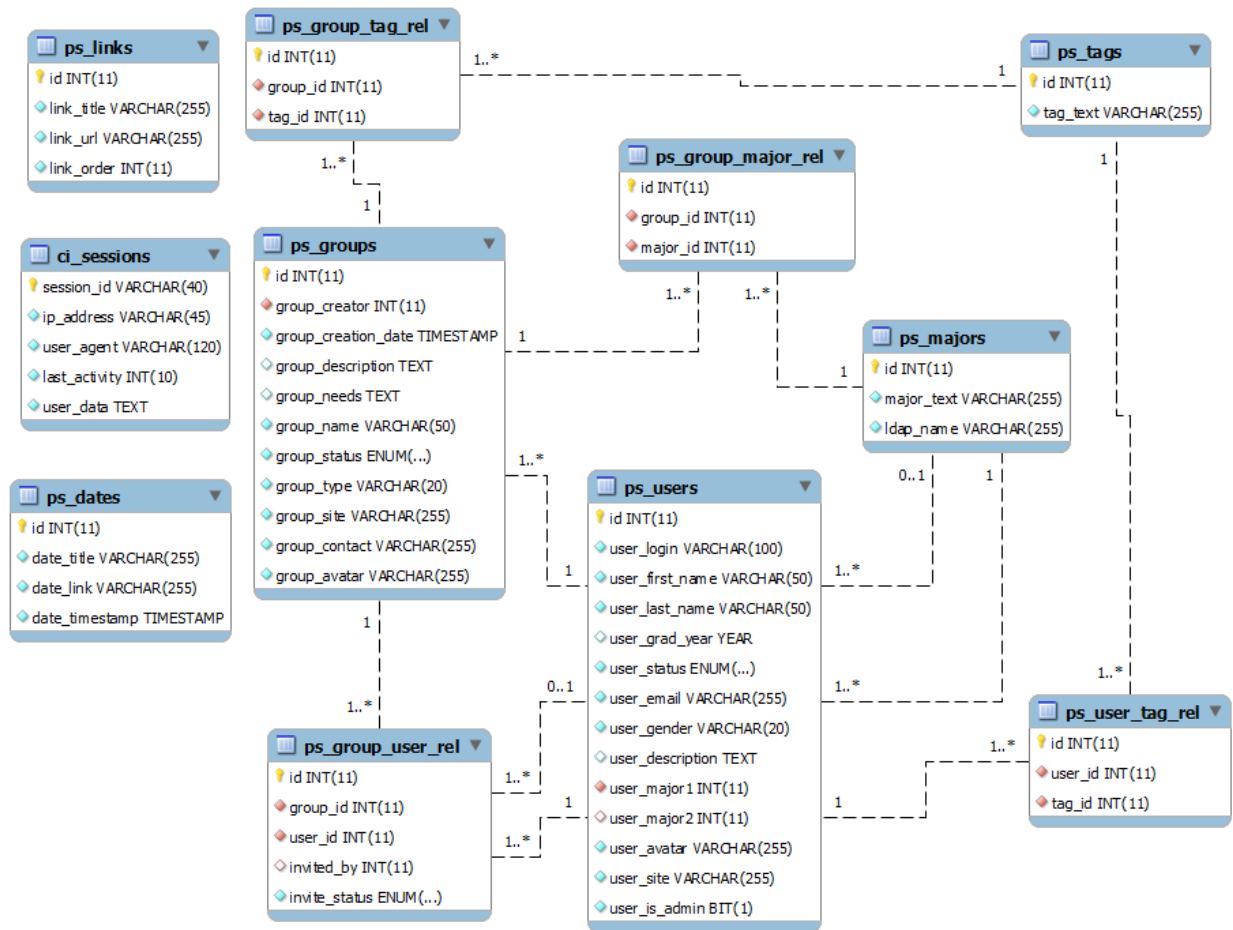 ps_links
id INT(11)
link_title VARCHAR(255)
link_url VARCHAR(255)
link_order INT(11)
ps_group_tag_rel
id INT(11)
group_id INT(11)
tag_id INT(11)
1..*
1
ps_tags
id INT(11)
tag_text VARCHAR(255)
1..*
1
1
ps_group_major_rel
id INT(11)
group_id INT(11)
major_id INT(11)
1..*
1..*
ci_sessions
session_id VARCHAR(40)
ip_address VARCHAR(45)
user_agent VARCHAR(120)
last_activity INT(10)
user_data TEXT
ps_groups
id INT(11)
group_creator INT(11)
group_creation_date TIMESTAMP
group_description TEXT
group_needs TEXT
group_name VARCHAR(50)
group_status ENUM(...)
group_type VARCHAR(20)
group_site VARCHAR(255)
group_contact VARCHAR(255)
group_avatar VARCHAR(255)
1
1..*
1
1
ps_majors
id INT(11)
major_text VARCHAR(255)
ldap_name VARCHAR(255)
1
0..1
1
ps_dates
id INT(11)
date_title VARCHAR(255)
date_link VARCHAR(255)
date_timestamp TIMESTAMP
ps_users
id INT(11)
user_login VARCHAR(100)
user_first_name VARCHAR(50)
user_last_name VARCHAR(50)
user_grad_year YEAR
user_status ENUM(...)
user_email VARCHAR(255)
user_gender VARCHAR(20)
user_description TEXT
user_major1 INT(11)
user_major2 INT(11)
user_avatar VARCHAR(255)
user_site VARCHAR(255)
user_is_admin BIT(1)
1..*
1..*
0..1
1..*
1..*
ps_group_user_rel
id INT(11)
group_id INT(11)
user_id INT(11)
invited_by INT(11)
invite_status ENUM(...)
1..*
1
1..*
1
1..*
ps_user_tag_rel
id INT(11)
user_id INT(11)
tag_id INT(11)